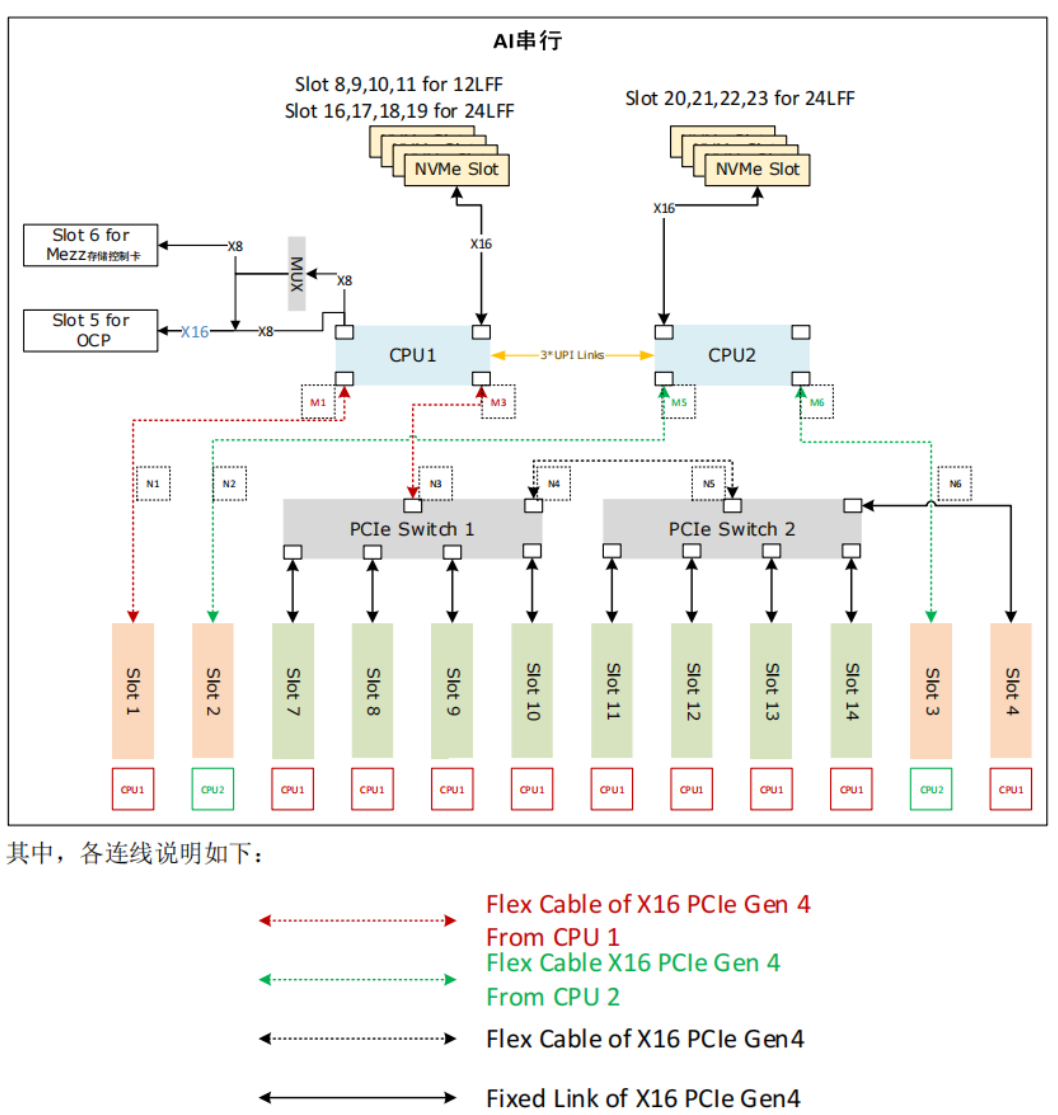 AI串行
Slot 8,9,10,11 for 12LFF
Slot 16,17,18,19 for 24LFF
Slot 20,21,22,23 for 24LFF
NVMe Slot
NVMe Slot
X16
X16
Slot 6 for
Mezz存储控制卡
X8
MUX
X8
Slot 5 for
OCP
X16
X8
CPU1
3*UPI Links
CPU2
M1
M3
M5
M6
N1
N2
N3
N4
N5
N6
PCIe Switch 1
PCIe Switch 2
Slot 1
Slot 2
Slot 7
Slot 8
Slot 9
Slot 10
Slot 11
Slot 12
Slot 13
Slot 14
Slot 3
Slot 4
CPU1
CPU2
CPU1
CPU1
CPU1
CPU1
CPU1
CPU1
CPU1
CPU1
CPU2
CPU1
其中，各连线说明如下：
Flex Cable of X16 PCIe Gen 4
From CPU 1
Flex Cable X16 PCIe Gen 4
From CPU 2
Flex Cable of X16 PCIe Gen4
Fixed Link of X16 PCIe Gen4